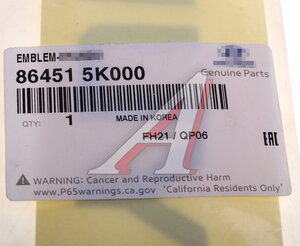 EMBLEM-
86451 5K000
Genuine Parts
QTY: 1 MADE IN KOREA
FH21 / QP06
EAC
WARNING: Cancer and Reproductive Harm
www.P65warnings.ca.gov 'California Residents Only'